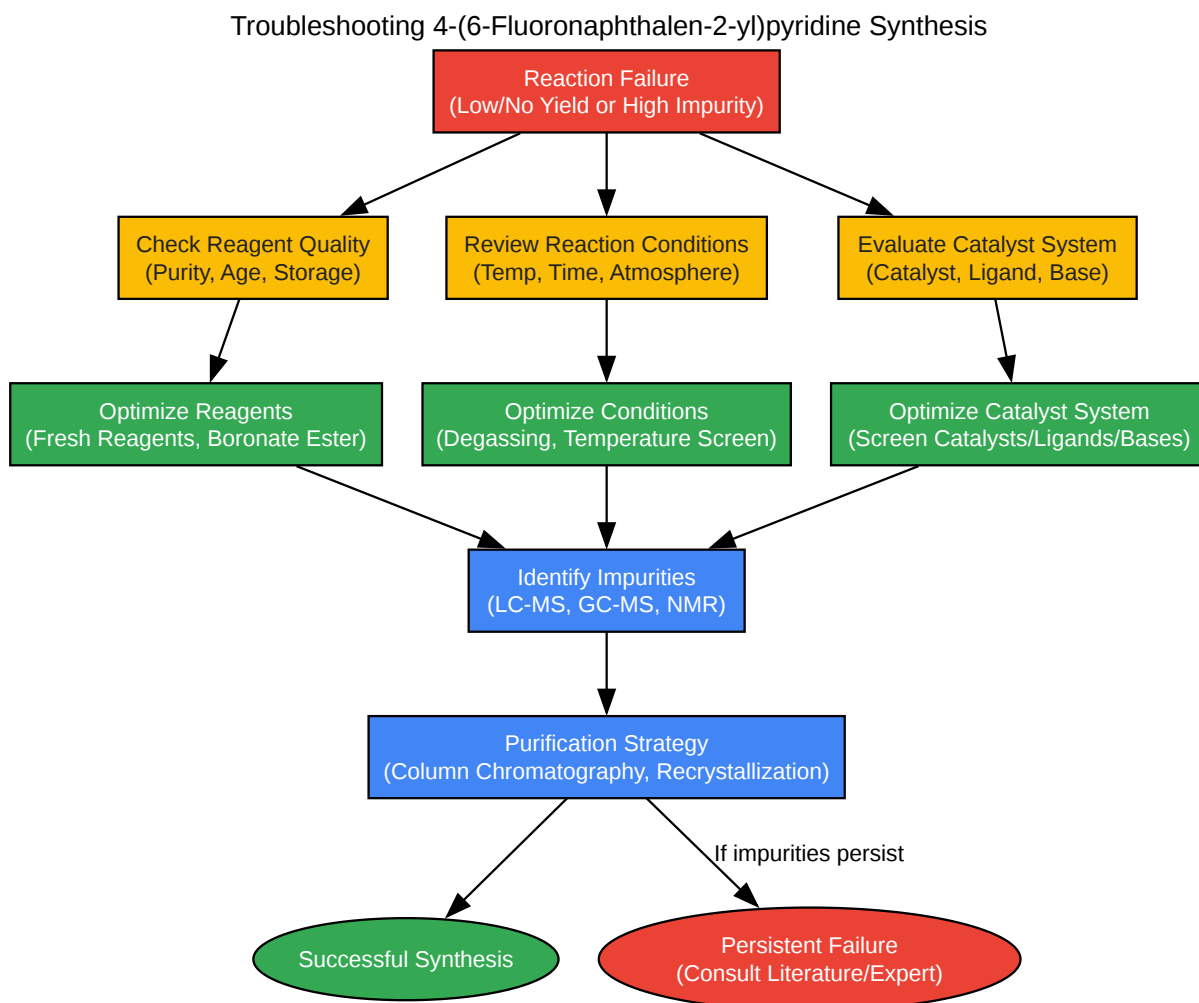 Troubleshooting 4-(6-Fluoronaphthalen-2-yl)pyridine Synthesis
Reaction Failure
(Low/No Yield or High Impurity)
Check Reagent Quality
(Purity, Age, Storage)
Review Reaction Conditions
(Temp, Time, Atmosphere)
Evaluate Catalyst System
(Catalyst, Ligand, Base)
Optimize Reagents
(Fresh Reagents, Boronate Ester)
Optimize Conditions
(Degassing, Temperature Screen)
Optimize Catalyst System
(Screen Catalysts/Ligands/Bases)
Identify Impurities
(LC-MS, GC-MS, NMR)
Purification Strategy
(Column Chromatography, Recrystallization)
If impurities persist
Successful Synthesis
Persistent Failure
(Consult Literature/Expert)